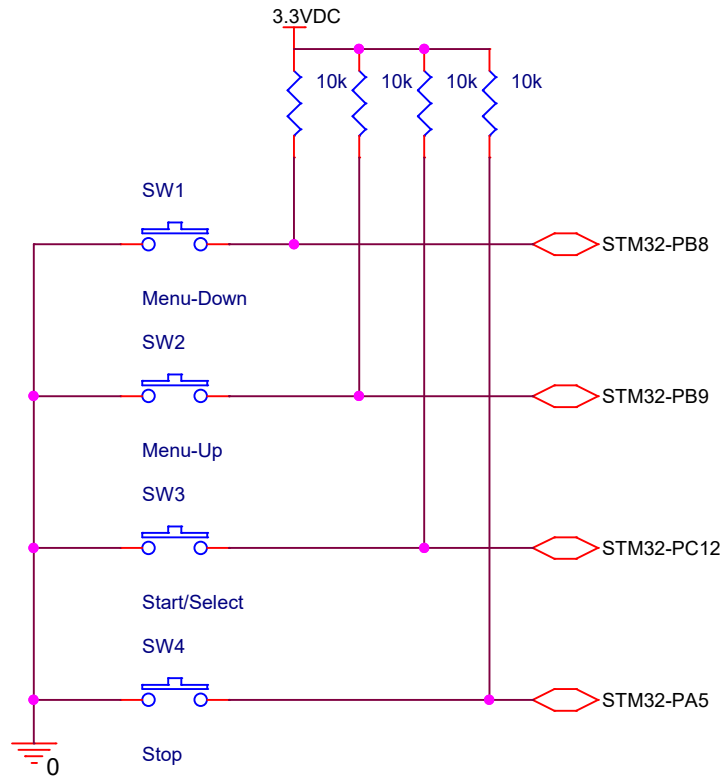 3.3VDC
10k 10k 10k 10k
SW1
STM32-PB8
Menu-Down
SW2
STM32-PB9
Menu-Up
SW3
STM32-PC12
Start/Select
SW4
STM32-PA5
Stop
0